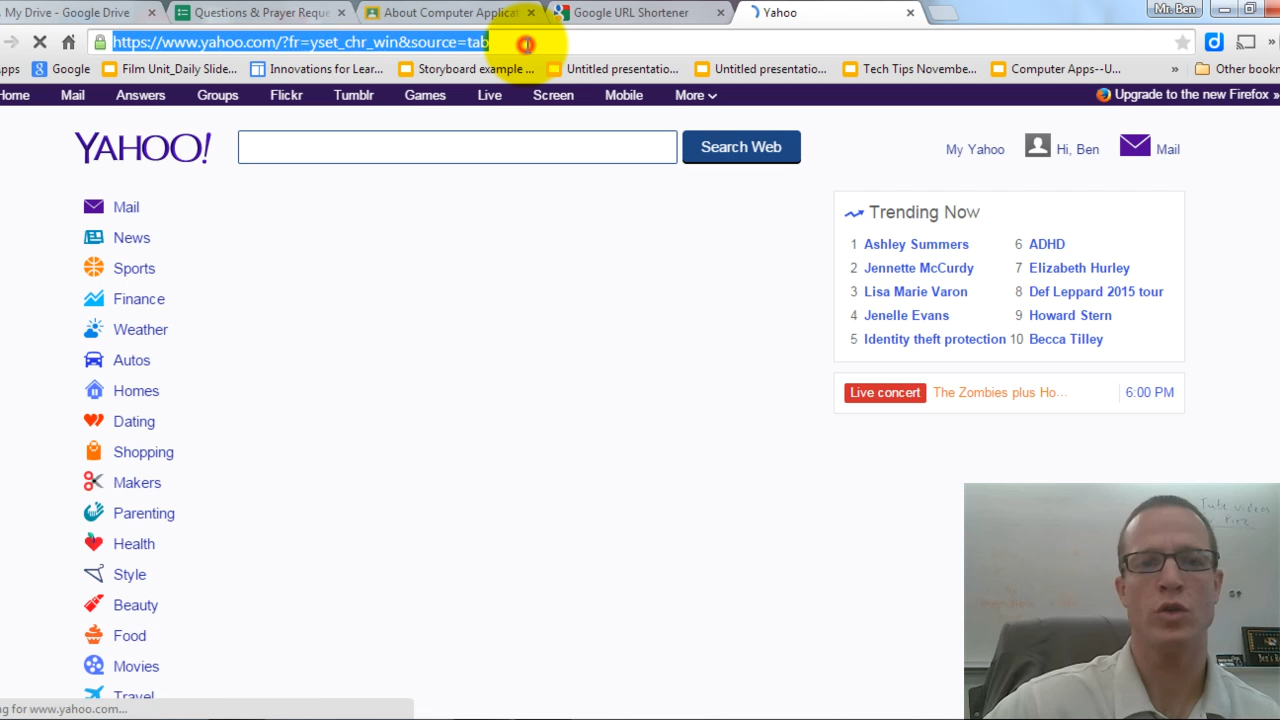 My Drive - Google Drive
Questions & Prayer Reque
About Computer Applicat
Google URL Shortener
Yahoo
Mr. Ben
https://www.yahoo.com/?fr=yset_chr_win&source=tab
pps
Google
Film Unit_Daily Slide...
Innovations for Lear...
Storyboard example ...
Untitled presentatio...
Untitled presentatio...
Tech Tips Novembe...
Computer Apps--U...
»
Other bookm
Home Mail Answers Groups Flickr Tumblr Games Live Screen Mobile More
Upgrade to the new Firefox »
YAHOO!
Search Web
My Yahoo
Hi, Ben
Mail
Mail
News
Sports
Finance
Weather
Autos
Homes
Dating
Shopping
Makers
Parenting
Health
Style
Beauty
Food
Movies
Travel
Trending Now
1 Ashley Summers
2 Jennette McCurdy
3 Lisa Marie Varon
4 Jenelle Evans
5 Identity theft protection
6 ADHD
7 Elizabeth Hurley
8 Def Leppard 2015 tour
9 Howard Stern
10 Becca Tilley
Live concert
The Zombies plus Ho...
6:00 PM
Tube videos
ng for www.yahoo.com...